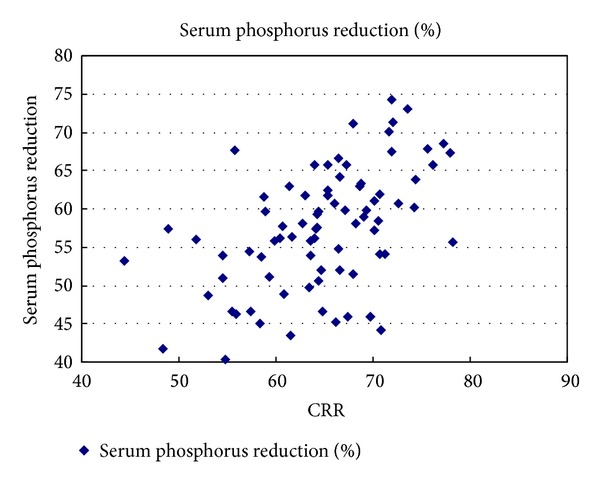 Serum phosphorus reduction (%)
80
75
70
65
60
55
50
45
40
Serum phosphorus reduction
40 50 60 70 80 90
CRR
Serum phosphorus reduction (%)